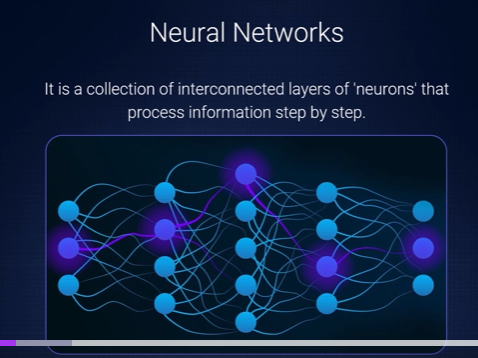 Neural Networks
It is a collection of interconnected layers of 'neurons' that
process information step by step.